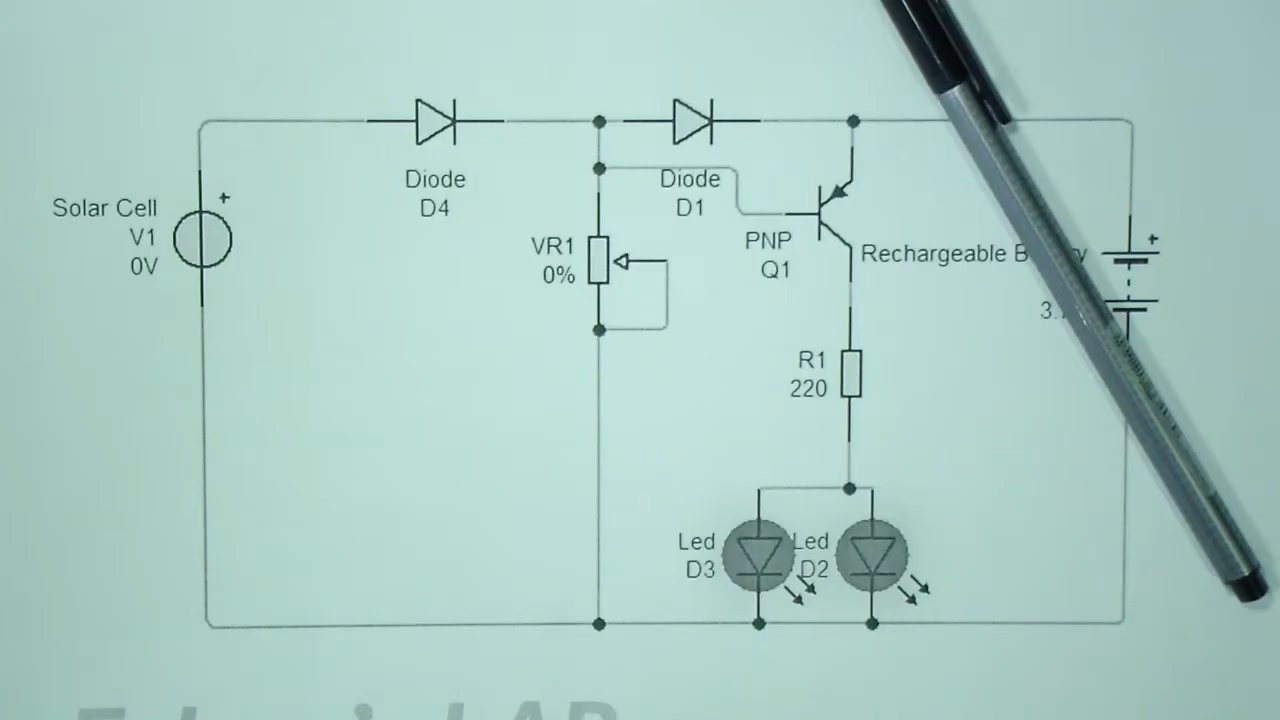 Diode
D4
Diode
D1
Solar Cell
V1
0V
+
VR1
0%
PNP
Q1
Rechargeable
+
R1
220
Led
D3
Led
D2